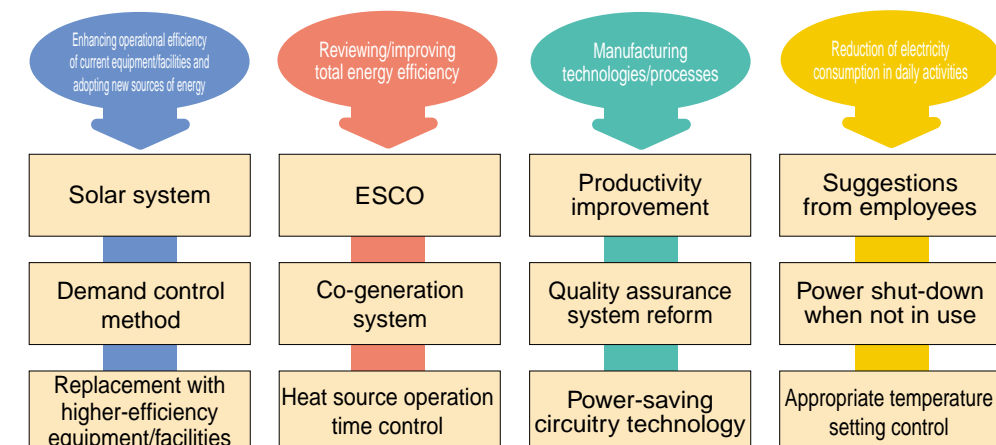 Enhancing operational efficiency
of current equipment/facilities and
adopting new sources of energy
Solar system
Demand control
method
Replacement with
higher-efficiency
equipment/facilities
Reviewing/improving
total energy efficiency
ESCO
Co-generation
system
Heat source operation
time control
Manufacturing
technologies/processes
Productivity
improvement
Quality assurance
system reform
Power-saving
circuitry technology
Reduction of electricity
consumption in daily activities
Suggestions
from employees
Power shut-down
when not in use
Appropriate temperature
setting control